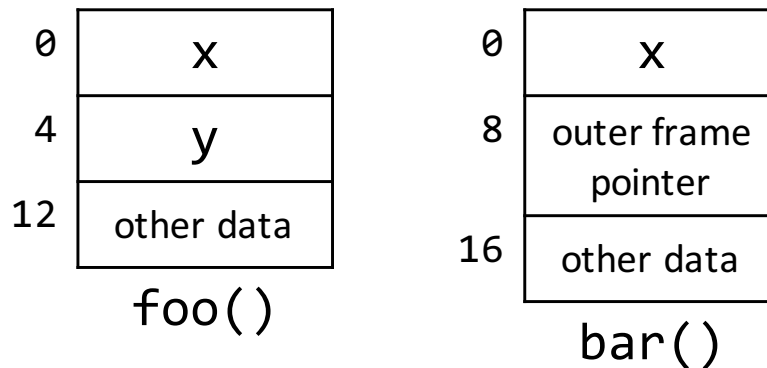 0
x
4
y
12
other data
foo()
0
x
8
outer frame
pointer
16
other data
bar()